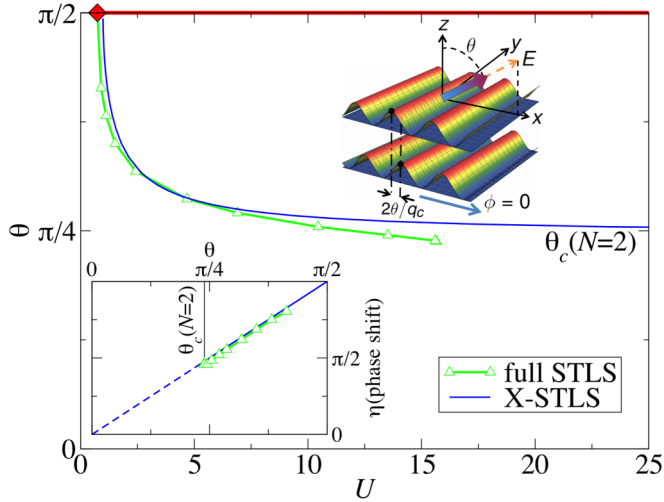 π/2
z
θ
y
E
x
2θ/q_c
ϕ = 0
θ
π/4
θ_c(N=2)
θ
0
π/4
π/2
θ_c(N=2)
π/2
η(phase shift)
0
full STLS
X-STLS
0
0
5
10
15
20
25
U